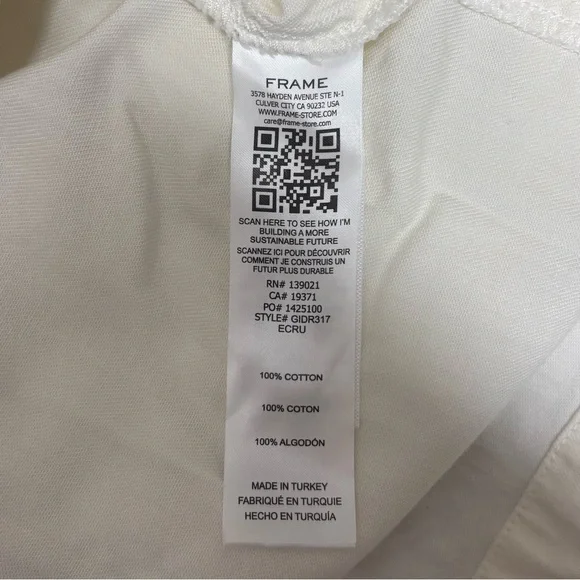 FRAME
3578 HAYDEN AVENUE STE N-1
CULVER CITY CA 90232 USA
WWW.FRAME-STORE.COM
care@frame-store.com
SCAN HERE TO SEE HOW I'M
BUILDING A MORE
SUSTAINABLE FUTURE
SCANNEZ ICI POUR DÉCOUVRIR
COMMENT JE CONSTRUIS UN
FUTUR PLUS DURABLE
RN# 139021
CA# 19371
PO# 1425100
STYLE# GIDR317
ECRU
100% COTTON
100% COTON
100% ALGODÓN
MADE IN TURKEY
FABRIQUÉ EN TURQUIE
HECHO EN TURQUÍA